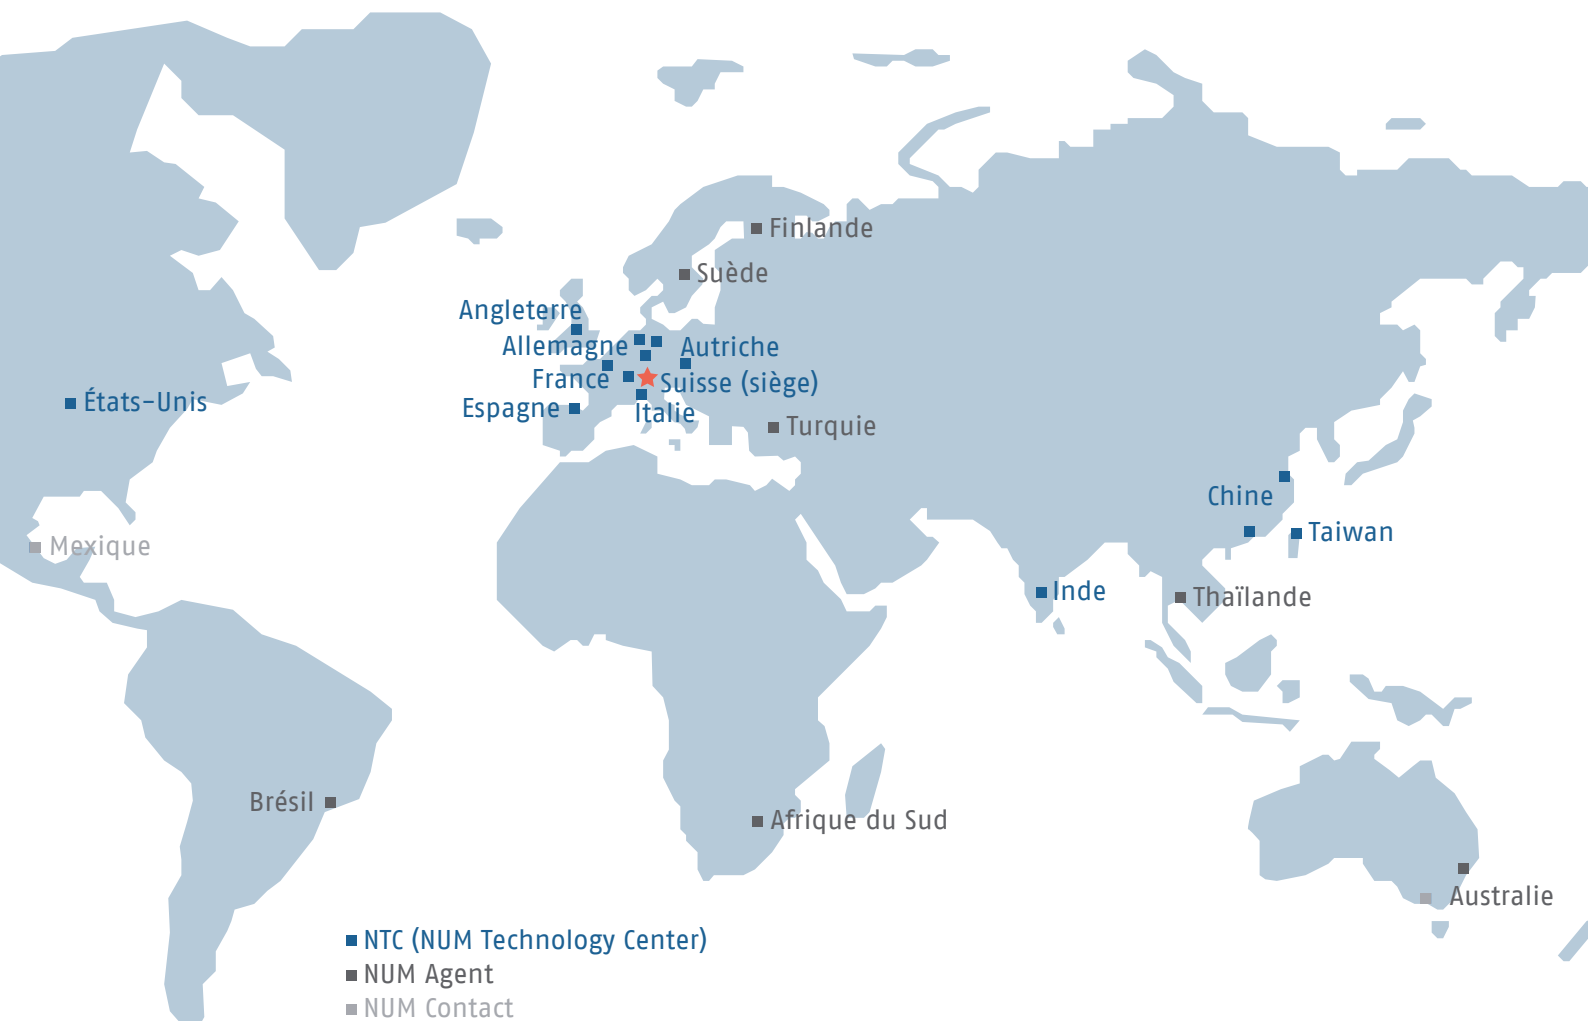 Finlande
Suède
Angleterre
Allemagne
Autriche
France
Suisse (siège)
États-Unis
Espagne
Italie
Turquie
Chine
Taiwan
Mexique
Inde
Thaïlande
Brésil
Afrique du Sud
Australie
NTC (NUM Technology Center)
NUM Agent
NUM Contact